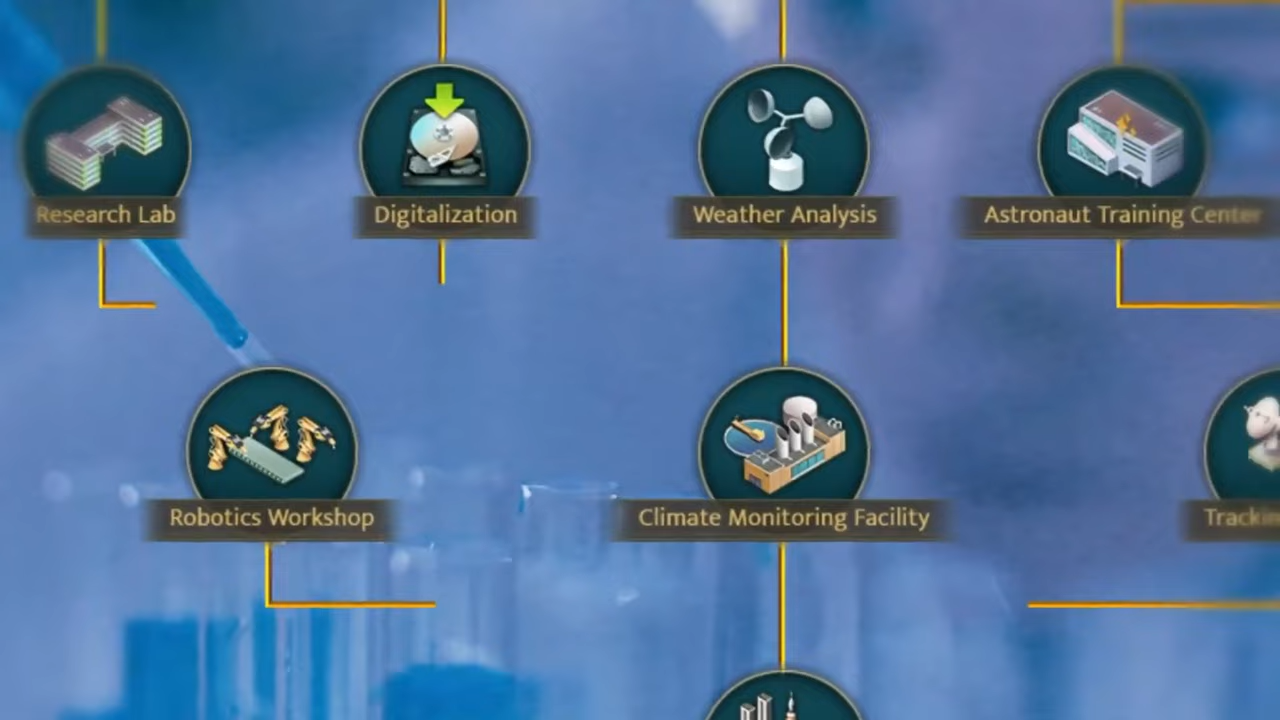 Research Lab
Digitalization
Weather Analysis
Astronaut Training Center
Robotics Workshop
Climate Monitoring Facility